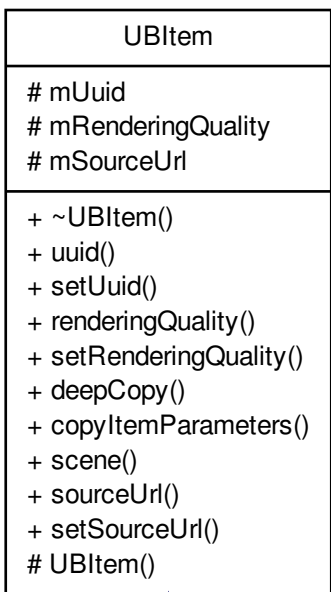 UBItem
# mUuid
# mRenderingQuality
# mSourceUrl
+ ~UBItem()
+ uuid()
+ setUuid()
+ renderingQuality()
+ setRenderingQuality()
+ deepCopy()
+ copyItemParameters()
+ scene()
+ sourceUrl()
+ setSourceUrl()
# UBItem()